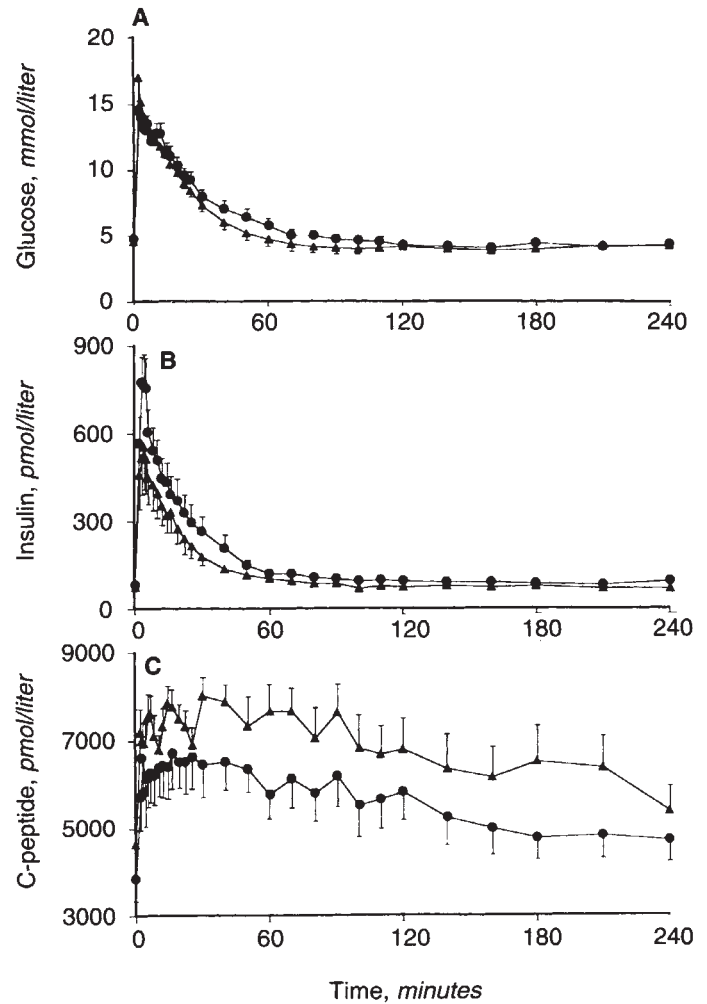 A
20
15
10
5
0
Glucose, mmol/liter
0 60 120 180 240
B
900
600
300
0
Insulin, pmol/liter
0 60 120 180 240
C
9000
7000
5000
3000
C-peptide, pmol/liter
0 60 120 180 240
Time, minutes